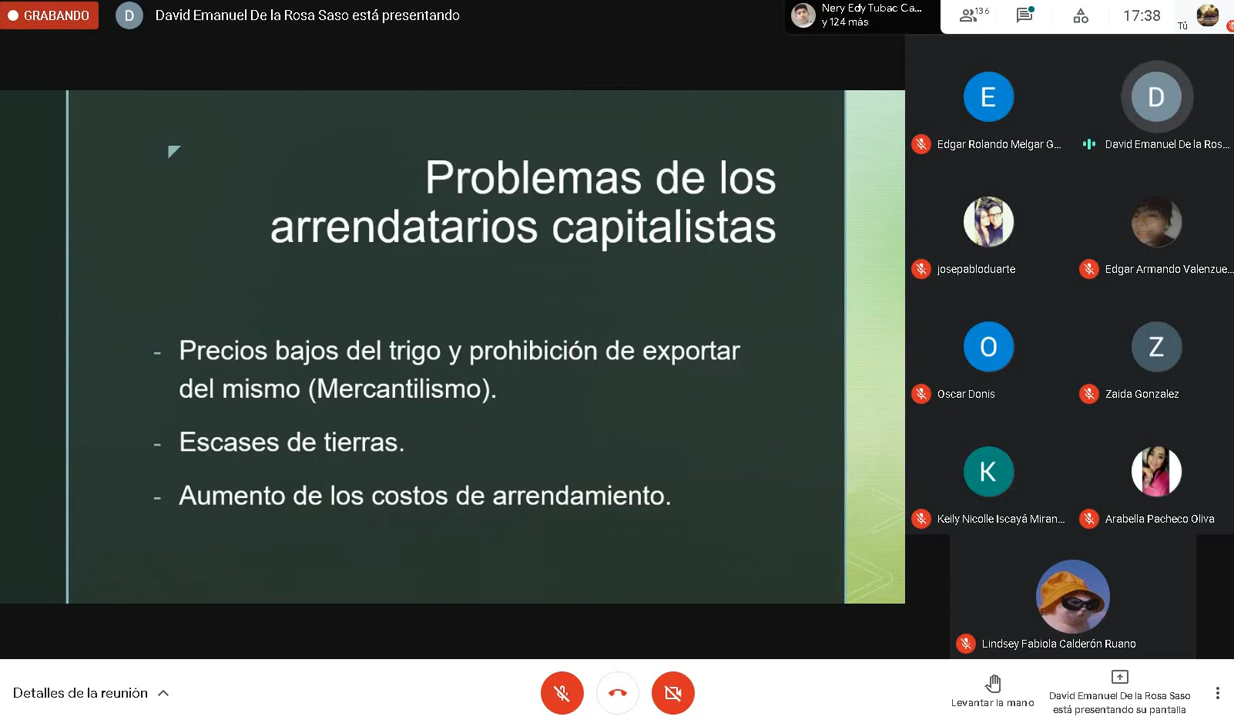 GRABANDO
D
David Emanuel De la Rosa Saso está presentando
Nery Edy Tubac Ca...
y 124 más
136
17:38
Tú
Problemas de los
arrendatarios capitalistas
- Precios bajos del trigo y prohibición de exportar
del mismo (Mercantilismo).
- Escases de tierras.
- Aumento de los costos de arrendamiento.
E
Edgar Rolando Melgar G...
D
David Emanuel De la Ros...
josepabloduarte
Edgar Armando Valenzue...
O
Oscar Donis
Z
Zaida Gonzalez
K
Keily Nicolle Iscayá Miran...
Arabella Pacheco Oliva
Lindsey Fabiola Calderón Ruano
Detalles de la reunión
Levantar la mano
David Emanuel De la Rosa Saso
está presentando su pantalla